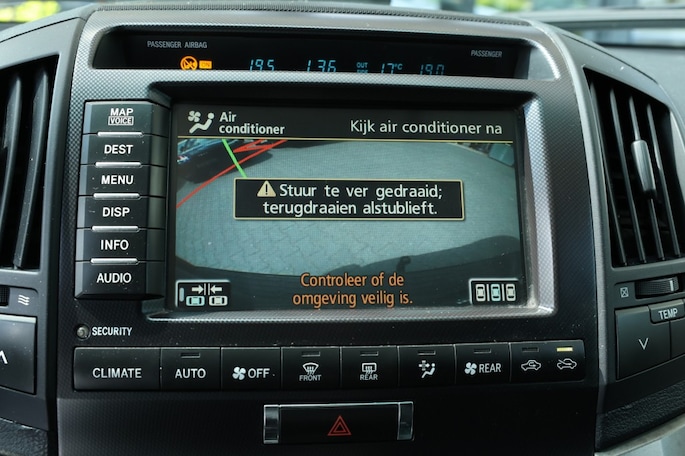 PASSENGER AIRBAG
19.5 1:36 OUT 17°C 19.0
PASSENGER
MAP
VOICE
DEST
MENU
DISP
INFO
AUDIO
Air
conditioner
Kijk air conditioner na
Stuur te ver gedraaid;
terugdraaien alstublieft.
Controleer of de
omgeving veilig is.
SECURITY
TEMP
CLIMATE
AUTO
OFF
FRONT
REAR
REAR